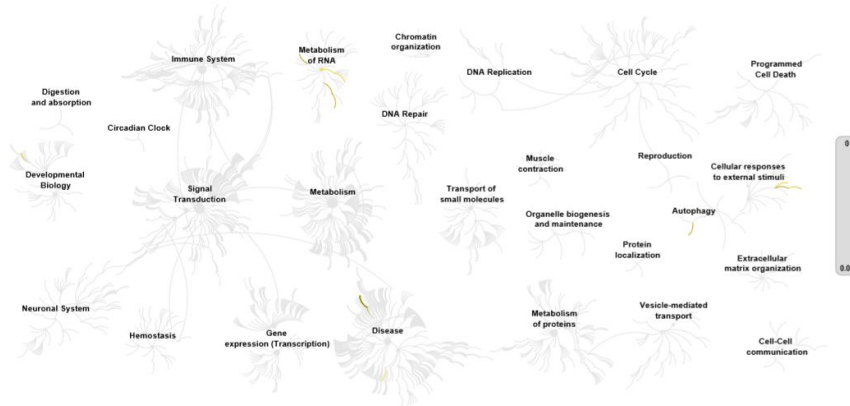 Immune System
Metabolism
of RNA
Chromatin
organization
DNA Replication
Cell Cycle
Programmed
Cell Death
Digestion
and absorption
Circadian Clock
DNA Repair
Developmental
Biology
Signal
Transduction
Metabolism
Transport of
small molecules
Muscle
contraction
Reproduction
Cellular responses
to external stimuli
Organelle biogenesis
and maintenance
Autophagy
Protein
localization
Extracellular
matrix organization
Neuronal System
Hemostasis
Gene
expression (Transcription)
Disease
Metabolism
of proteins
Vesicle-mediated
transport
Cell-Cell
communication
0